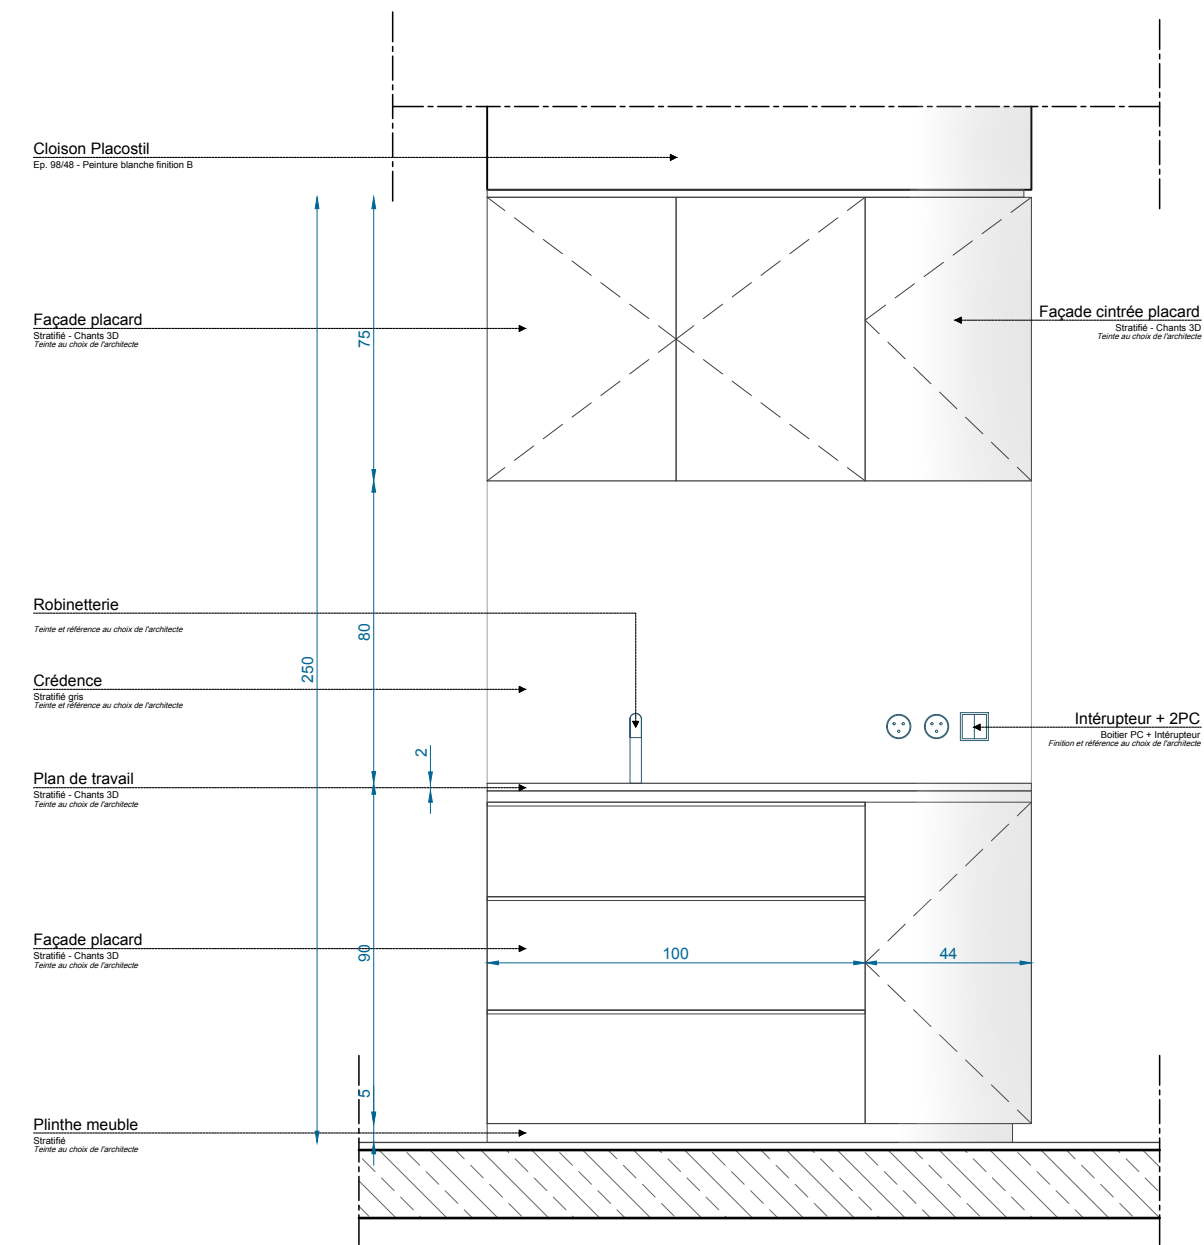 Cloison Placostil
Ep. 98/48 - Peinture blanche finition B
Façade placard
Stratifié - Chants 3D
Teinte au choix de l'architecte
75
Façade cintrée placard
Stratifié - Chants 3D
Teinte au choix de l'architecte
Robinetterie
Teinte et référence au choix de l'architecte
80
250
Crédence
Stratifié gris
Teinte et référence au choix de l'architecte
Intérupteur + 2PC
Boitier PC + Intérupteur
Finition et référence au choix de l'architecte
2
Plan de travail
Stratifié - Chants 3D
Teinte au choix de l'architecte
Façade placard
Stratifié - Chants 3D
Teinte au choix de l'architecte
90
100
44
5
Plinthe meuble
Stratifié
Teinte au choix de l'architecte